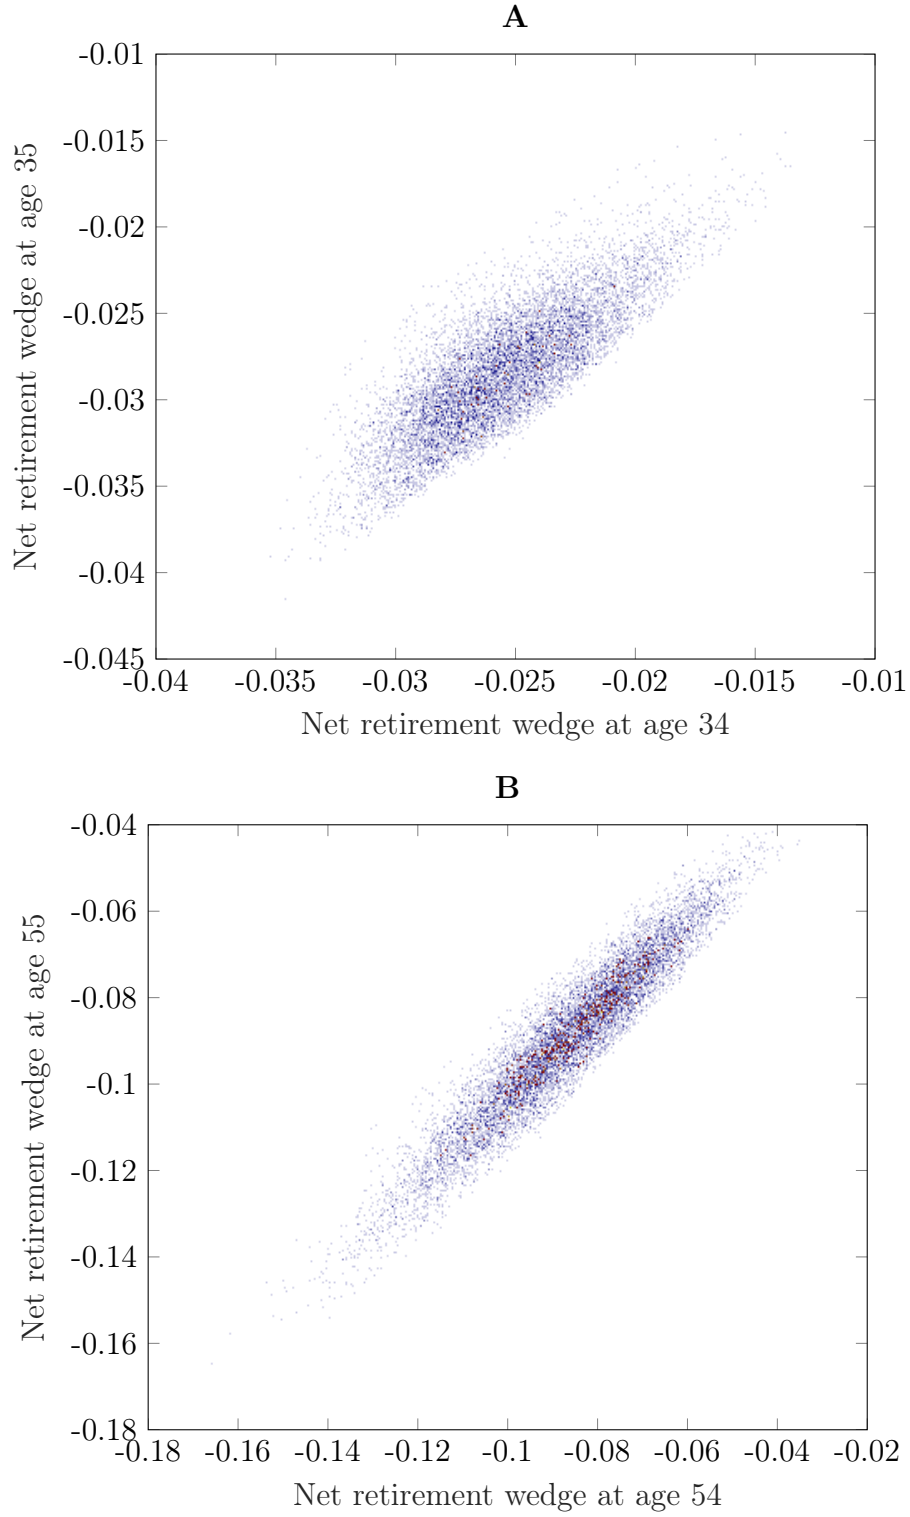 A
-0.01
-0.015
-0.02
-0.025
-0.03
-0.035
-0.04
-0.045
Net retirement wedge at age 35
-0.04 -0.035 -0.03 -0.025 -0.02 -0.015 -0.01
Net retirement wedge at age 34
B
-0.04
-0.06
-0.08
-0.1
-0.12
-0.14
-0.16
-0.18
Net retirement wedge at age 55
-0.18 -0.16 -0.14 -0.12 -0.1 -0.08 -0.06 -0.04 -0.02
Net retirement wedge at age 54